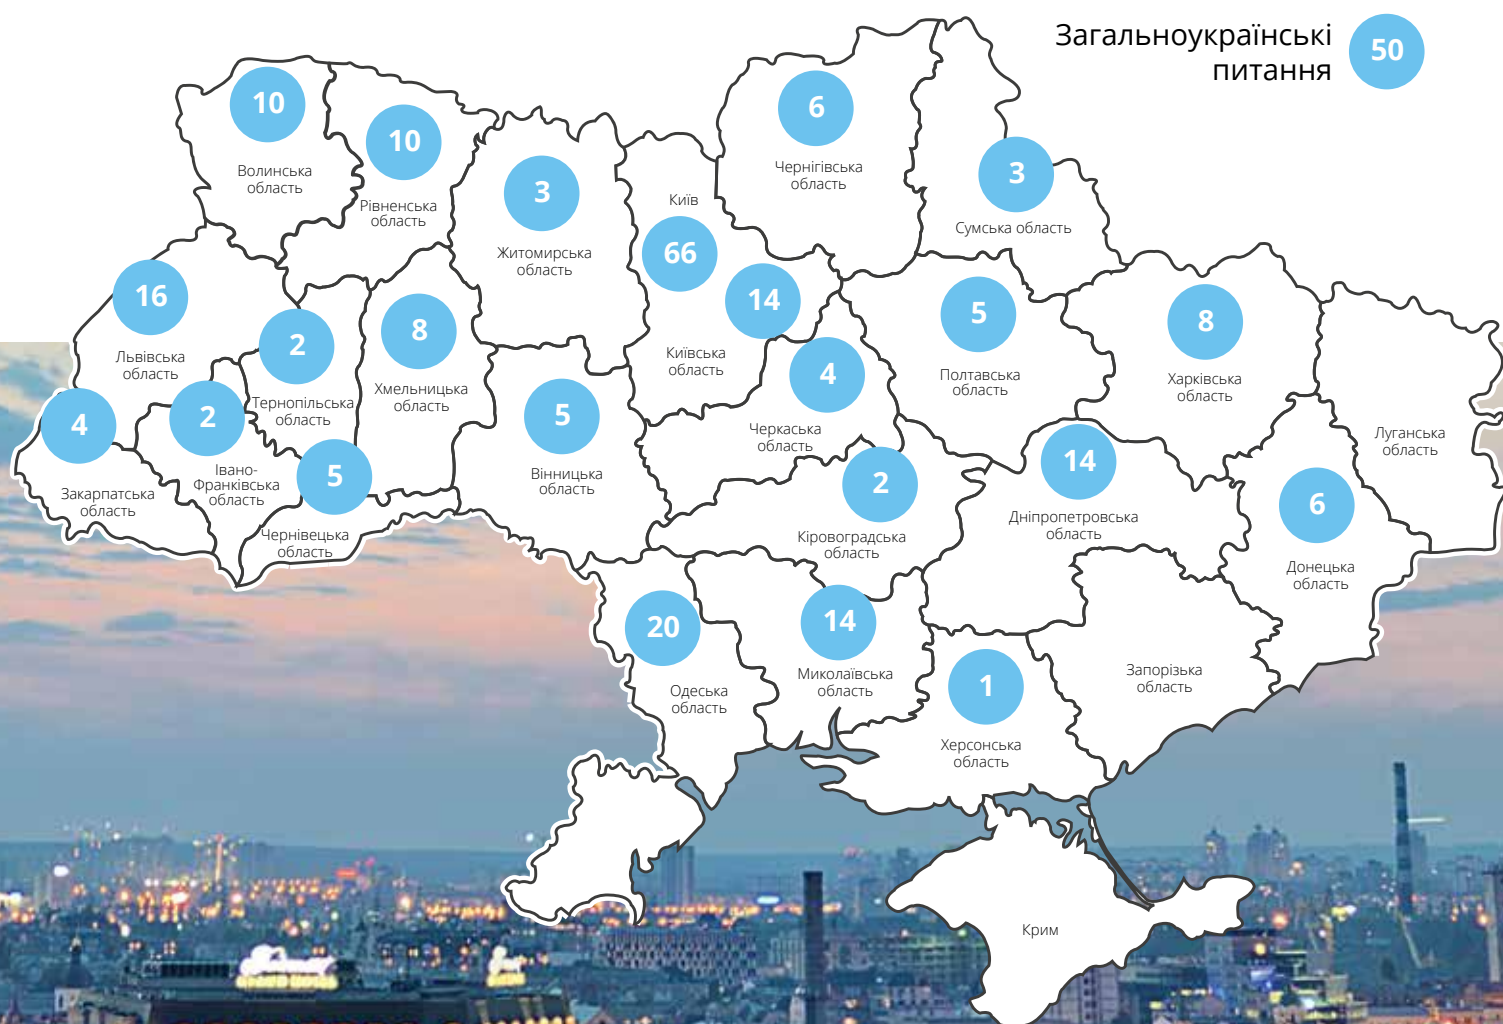 Загальноукраїнські
питання
50
10
Волинська
область
10
Рівненська
область
3
Житомирська
область
Київ
66
14
Київська
область
6
Чернігівська
область
3
Сумська область
16
Львівська
область
2
Тернопільська
область
8
Хмельницька
область
5
Вінницька
область
4
Черкаська
область
5
Полтавська
область
8
Харківська
область
Луганська
область
4
Закарпатська
область
2
Івано-
Франківська
область
5
Чернівецька
область
2
Кіровоградська
область
14
Дніпропетровська
область
6
Донецька
область
20
Одеська
область
14
Миколаївська
область
1
Херсонська
область
Запорізька
область
Крим